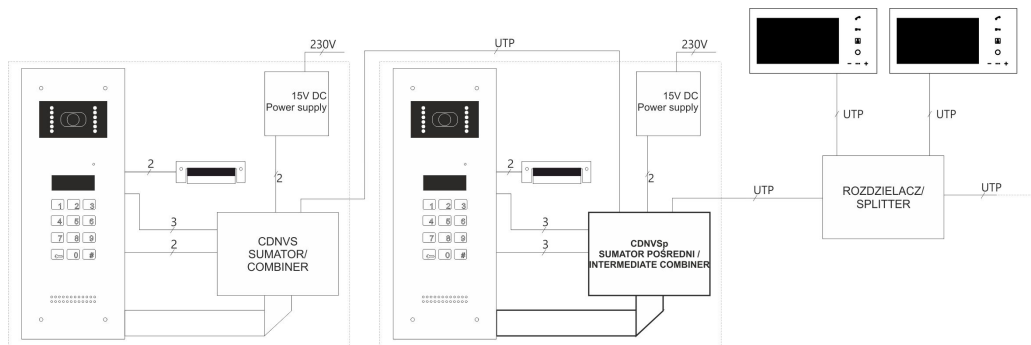 230V
15V DC
Power supply
2
2
3
2
CDNVS
SUMATOR/
COMBINER
1 2 3
4 5 6
7 8 9
0 #
UTP
230V
15V DC
Power supply
2
2
3
3
CDNVSp
SUMATOR POŚREDNI /
INTERMEDIATE COMBINER
1 2 3
4 5 6
7 8 9
0 #
UTP
UTP
UTP
ROZDZIELACZ/
SPLITTER
UTP